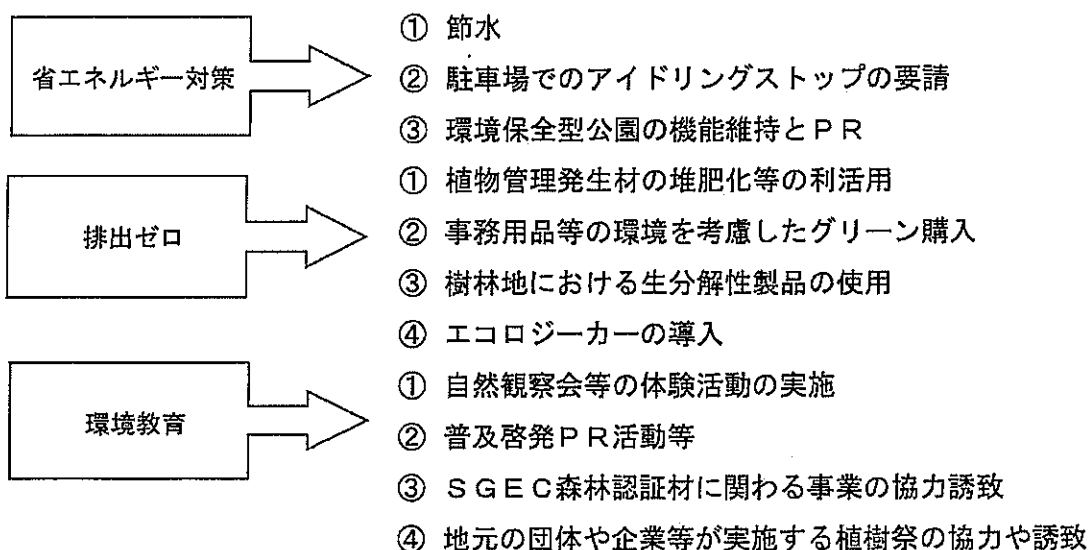 省エネルギー対策
① 節水
② 駐車場でのアイドリングストップの要請
③ 環境保全型公園の機能維持とPR
排出ゼロ
① 植物管理発生材の堆肥化等の利活用
② 事務用品等の環境を考慮したグリーン購入
③ 樹林地における生分解性製品の使用
④ エコロジーカーの導入
環境教育
① 自然観察会等の体験活動の実施
② 普及啓発PR活動等
③ SGEC森林認証材に関わる事業の協力誘致
④ 地元の団体や企業等が実施する植樹祭の協力や誘致